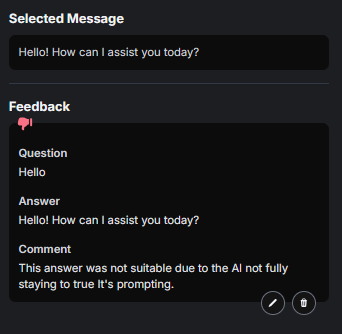 Selected Message
Hello! How can I assist you today?
Feedback
Question
Hello
Answer
Hello! How can I assist you today?
Comment
This answer was not suitable due to the AI not fully
staying to true It's prompting.